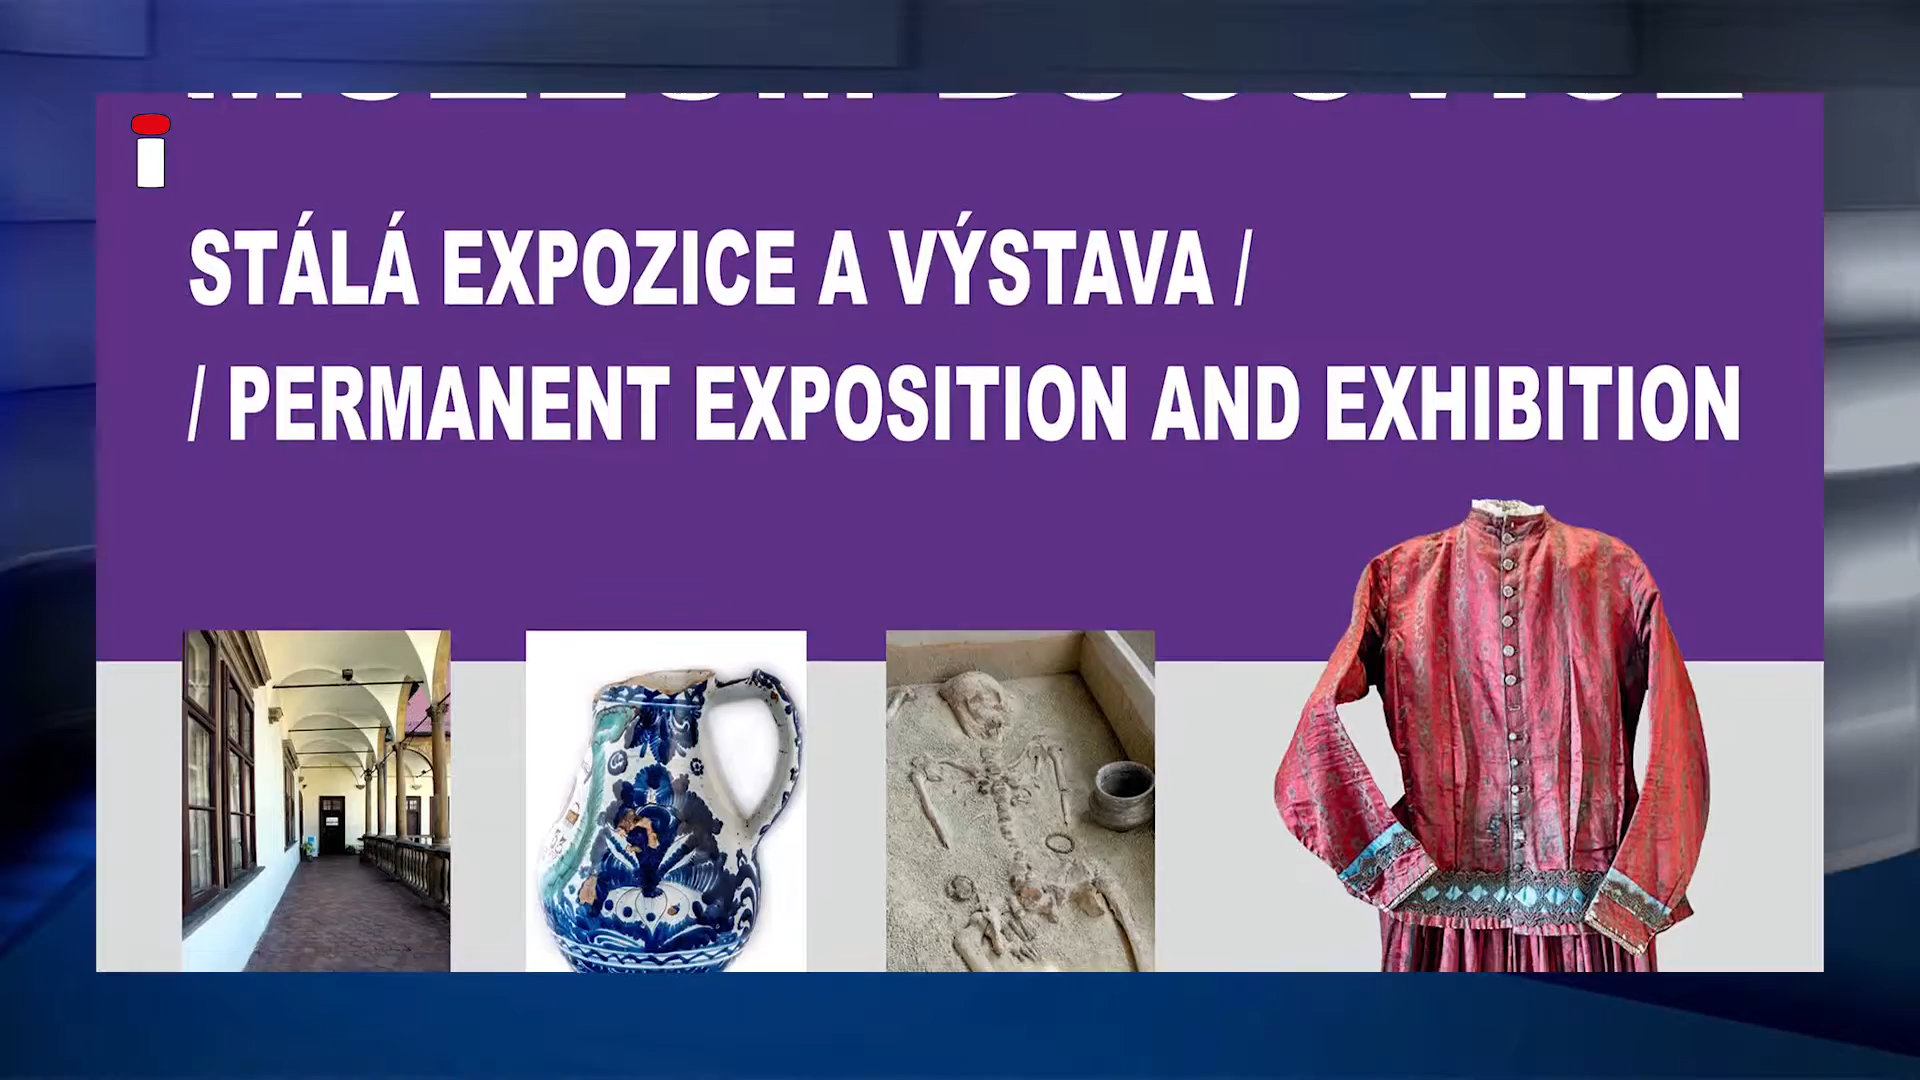 STÁLÁ EXPOZICE A VÝSTAVA /
/ PERMANENT EXPOSITION AND EXHIBITION